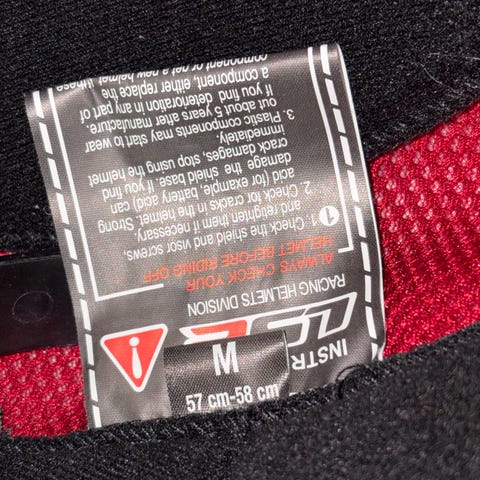 INSTR
RACING HELMETS DIVISION
ALWAYS CHECK YOUR
HELMET BEFORE RIDING OFF
1. Check the shield and visor screws,
and retighten them if necessary.
2. Check for cracks in the helmet. Strong
acid (for example, battery acid) can
damage the shield base. If you find
crack damages, stop using the helmet
immediately.
3. Plastic components may start to wear
out about 5 years after manufacture.
If you find deterioration in any part of
a component, either replace it
component or get a new helmet
M
57 cm-58 cm